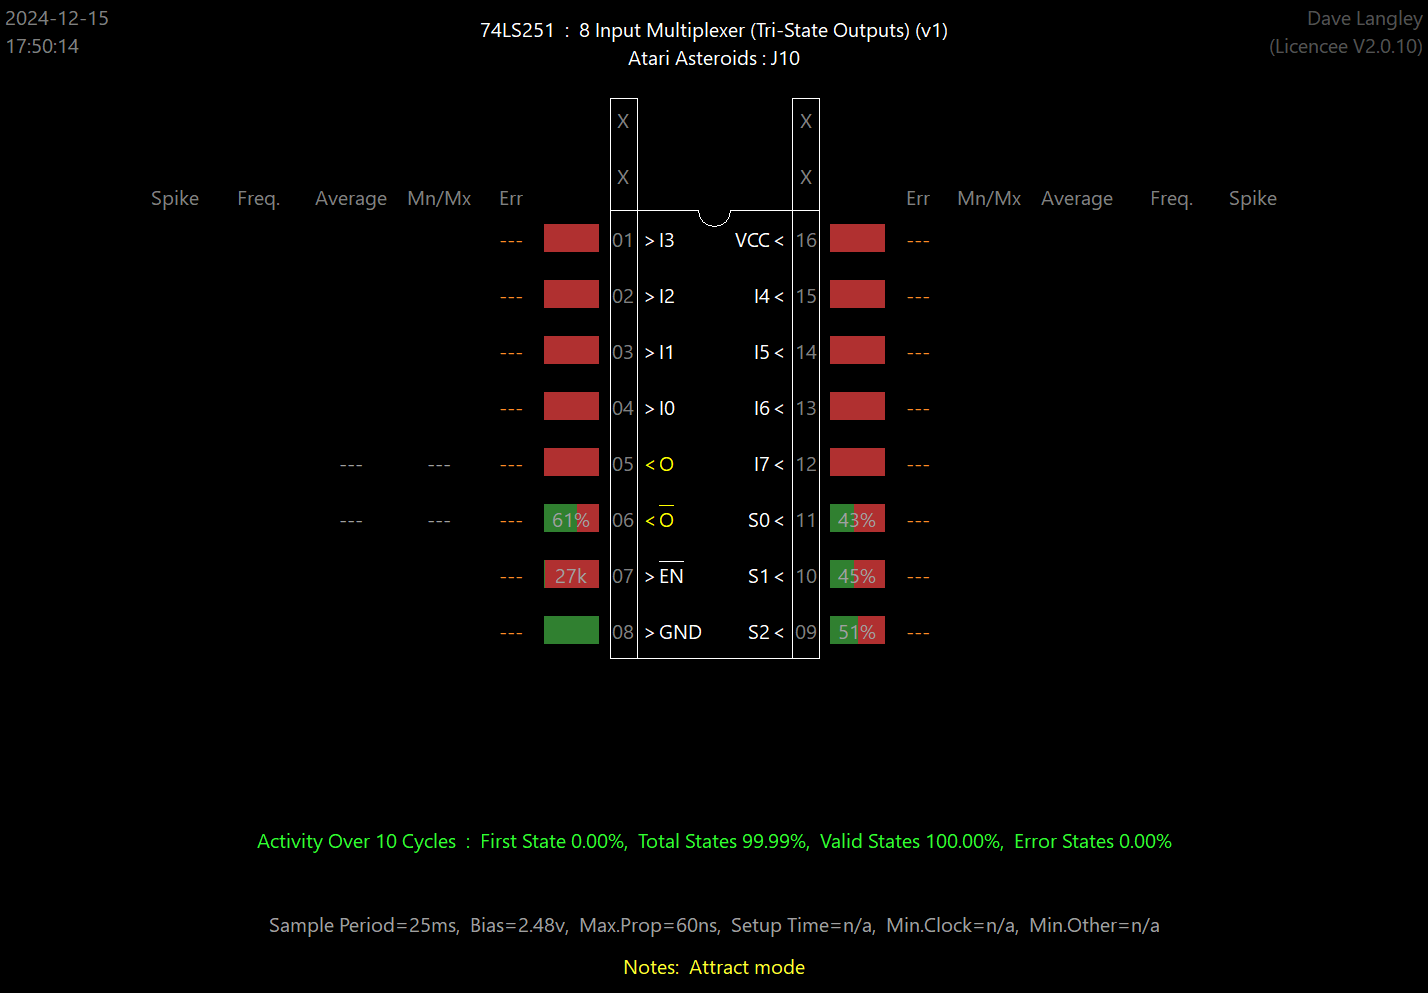 2024-12-15
17:50:14
74LS251 : 8 Input Multiplexer (Tri-State Outputs) (v1)
Atari Asteroids : J10
Dave Langley
(Licencee V2.0.10)
X X
X X
Spike Freq. Average Mn/Mx Err Err Mn/Mx Average Freq. Spike
--- 01 > I3 VCC < 16 ---
--- 02 > I2 I4 < 15 ---
--- 03 > I1 I5 < 14 ---
--- 04 > I0 I6 < 13 ---
--- --- --- 05 < O I7 < 12 ---
--- --- --- 61% 06 < O̅ S0 < 11 43% ---
--- 27k 07 > E̅N̅ S1 < 10 45% ---
--- 08 > GND S2 < 09 51% ---
Activity Over 10 Cycles : First State 0.00%, Total States 99.99%, Valid States 100.00%, Error States 0.00%
Sample Period=25ms, Bias=2.48v, Max.Prop=60ns, Setup Time=n/a, Min.Clock=n/a, Min.Other=n/a
Notes: Attract mode